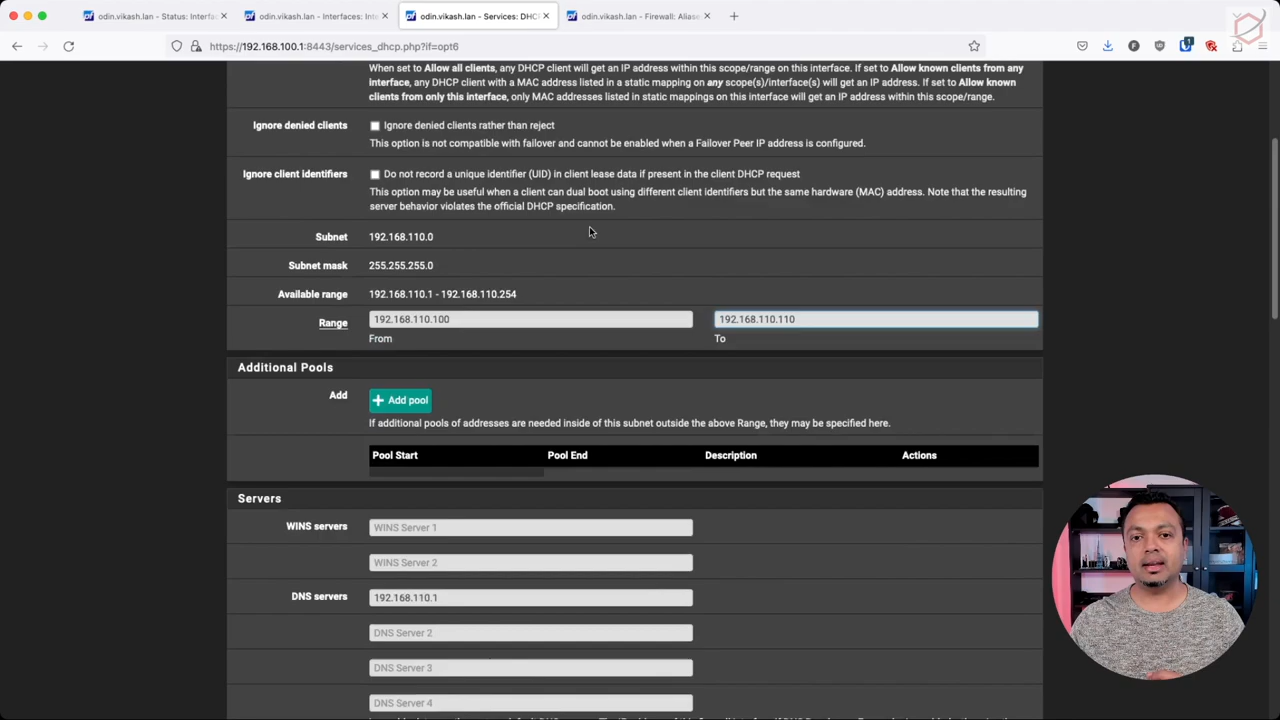 odin.vikash.lan - Status: Interfa
odin.vikash.lan - Interfaces: Int
odin.vikash.lan - Services: DHC
odin.vikash.lan - Firewall: Aliase
https://192.168.100.1:8443/services_dhcp.php?if=opt6
1
When set to Allow all clients, any DHCP client will get an IP address within this scope/range on this interface. If set to Allow known clients from any
interface, any DHCP client with a MAC address listed in a static mapping on any scope(s)/interface(s) will get an IP address. If set to Allow known
clients from only this interface, only MAC addresses listed in static mappings on this interface will get an IP address within this scope/range.
Ignore denied clients
Ignore denied clients rather than reject
This option is not compatible with failover and cannot be enabled when a Failover Peer IP address is configured.
Ignore client identifiers
Do not record a unique identifier (UID) in client lease data if present in the client DHCP request
This option may be useful when a client can dual boot using different client identifiers but the same hardware (MAC) address. Note that the resulting
server behavior violates the official DHCP specification.
Subnet 192.168.110.0
Subnet mask 255.255.255.0
Available range 192.168.110.1 - 192.168.110.254
Range 192.168.110.100 192.168.110.110
From To
Additional Pools
Add + Add pool
If additional pools of addresses are needed inside of this subnet outside the above Range, they may be specified here.
Pool Start Pool End Description Actions
Servers
WINS servers WINS Server 1
WINS Server 2
DNS servers 192.168.110.1
DNS Server 2
DNS Server 3
DNS Server 4